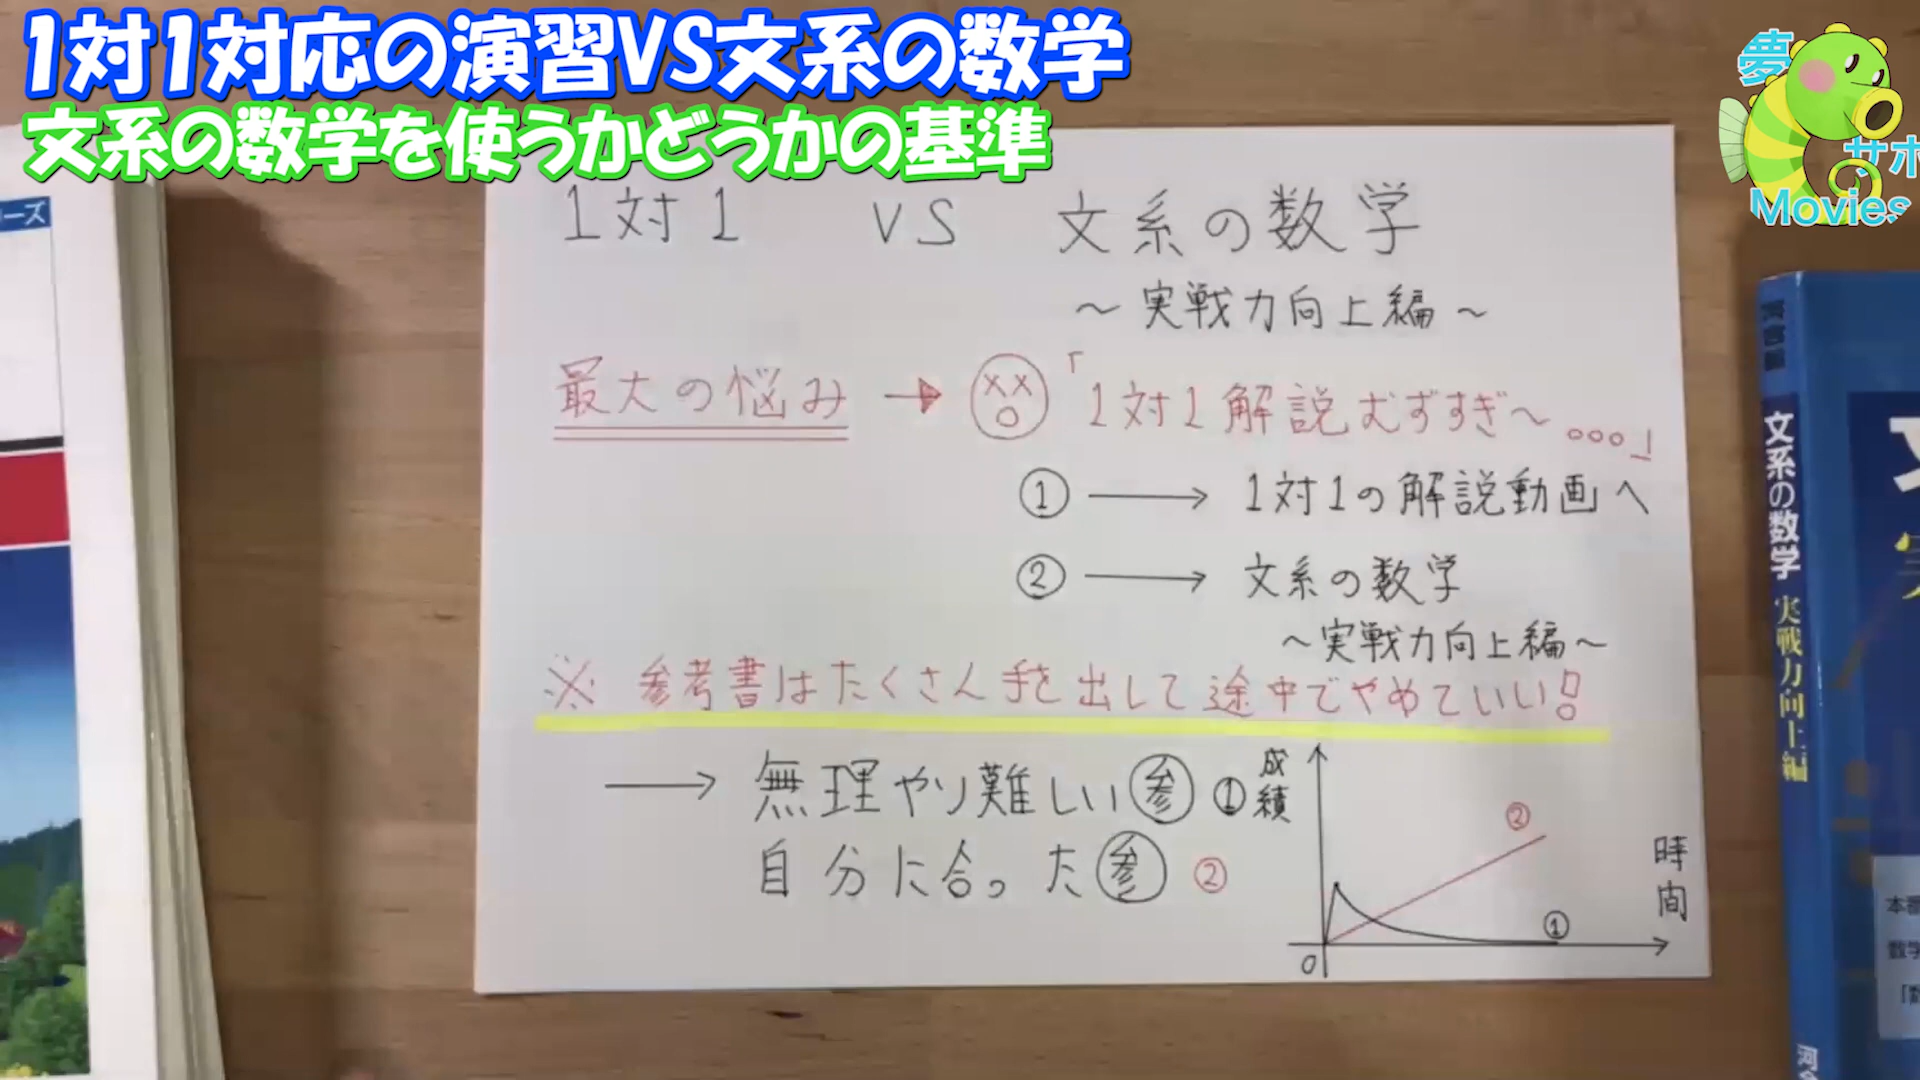 1対1対応の演習VS文系の数学
文系の数学を使うかどうかの基準
夢
サポ
Movies
ーズ
1対1 VS 文系の数学
～実戦力向上編～
最大の悩み → 「1対1解説むずすぎ～。。。」
① → 1対1の解説動画へ
② → 文系の数学
～実戦力向上編～
※ 参考書はたくさん手を出して途中でやめていい!!
→ 無理やり難しい参 ①
自分に合った参 ②
成績
②
①
時間
0
文系の数学 実戦力向上編
河合
本番
数学